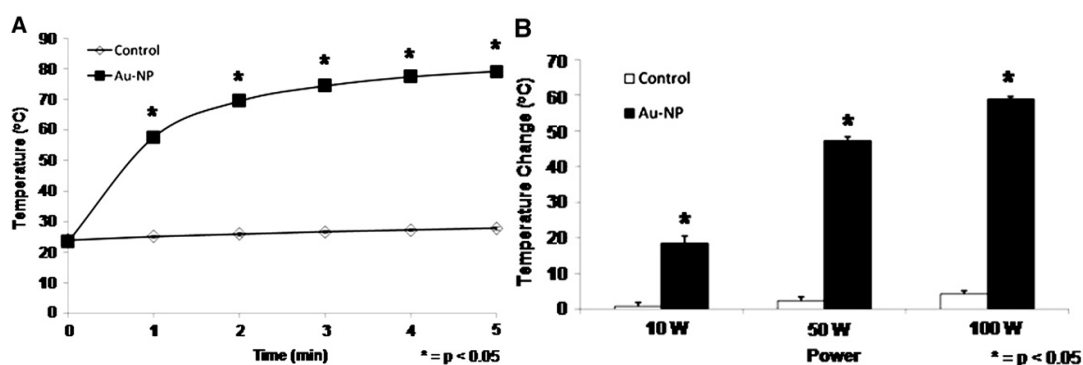 A
90
80
70
60
50
40
30
20
10
0
Temperature (°C)
Control
Au-NP
*
*
*
*
*
0 1 2 3 4 5
Time (min)
* = p < 0.05
B
70
60
50
40
30
20
10
0
Temperature Change (°C)
Control
Au-NP
*
*
*
10 W 50 W 100 W
Power
* = p < 0.05